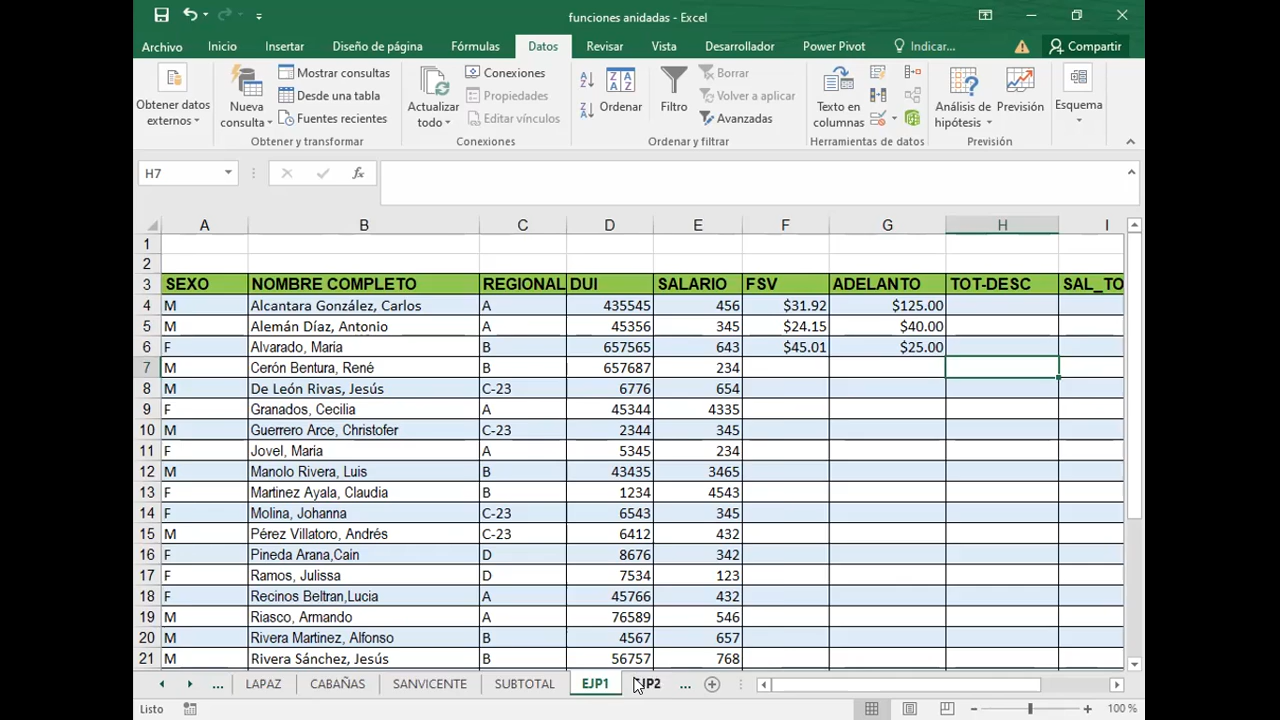 funciones anidadas - Excel
Archivo Inicio Insertar Diseño de página Fórmulas Datos Revisar Vista Desarrollador Power Pivot Indicar... Compartir
Obtener datos externos
Nueva consulta
Mostrar consultas
Desde una tabla
Fuentes recientes
Obtener y transformar
Actualizar todo
Conexiones
Propiedades
Editar vínculos
Conexiones
Ordenar
Filtro
Borrar
Volver a aplicar
Avanzadas
Ordenar y filtrar
Texto en columnas
Herramientas de datos
Análisis de hipótesis
Previsión
Previsión
Esquema
H7 fx
A B C D E F G H I
1
2
3 SEXO NOMBRE COMPLETO REGIONAL DUI SALARIO FSV ADELANTO TOT-DESC SAL_TO
4 M Alcantara González, Carlos A 435545 456 $31.92 $125.00
5 M Alemán Díaz, Antonio A 45356 345 $24.15 $40.00
6 F Alvarado, Maria B 657565 643 $45.01 $25.00
7 M Cerón Bentura, René B 657687 234
8 M De León Rivas, Jesús C-23 6776 654
9 F Granados, Cecilia A 45344 4335
10 M Guerrero Arce, Christofer C-23 2344 345
11 F Jovel, Maria A 5345 234
12 M Manolo Rivera, Luis B 43435 3465
13 F Martinez Ayala, Claudia B 1234 4543
14 F Molina, Johanna C-23 6543 345
15 M Pérez Villatoro, Andrés C-23 6412 432
16 F Pineda Arana,Cain D 8676 342
17 F Ramos, Julissa D 7534 123
18 F Recinos Beltran,Lucia A 45766 432
19 M Riasco, Armando A 76589 546
20 M Rivera Martinez, Alfonso B 4567 657
21 M Rivera Sánchez, Jesús B 56757 768
... LAPAZ CABAÑAS SANVICENTE SUBTOTAL EJP1 JP2 ...
Listo 100 %